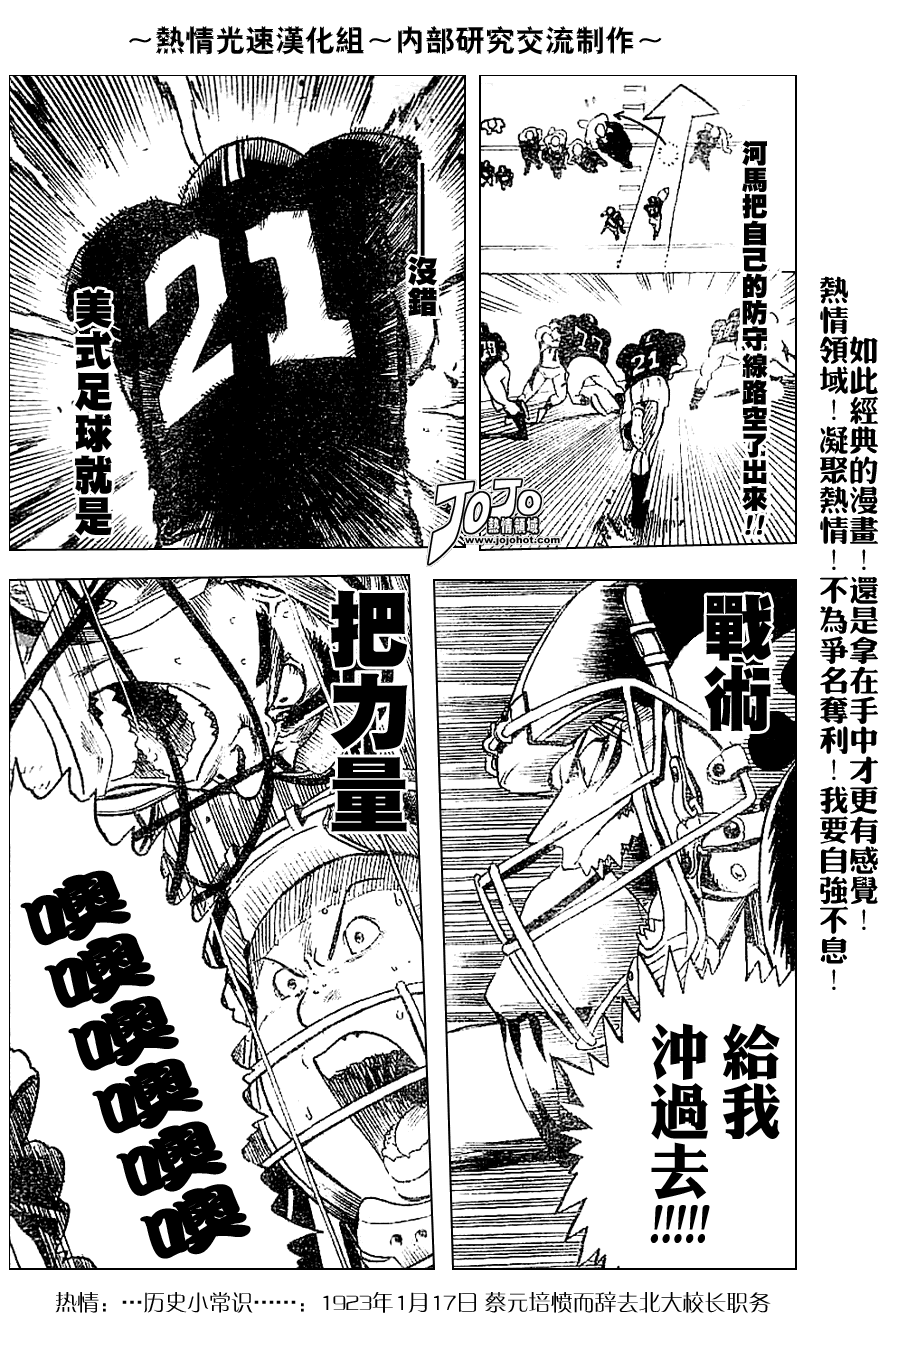 ～熱情光速漢化組～内部研究交流制作～
河馬把自己的防守線路空了出來!!
21
沒錯
21
美式足球就是
JOJO
熱情領域
www.jojohot.com
戰術
給我
沖過去!!!!!
把力量
噢噢噢噢噢噢
如此經典的漫畫！還是拿在手中才更有感覺！
熱情領域！凝聚熱情！不為爭名奪利！我要自強不息！
热情：…历史小常识……：1923年1月17日 蔡元培愤而辞去北大校长职务